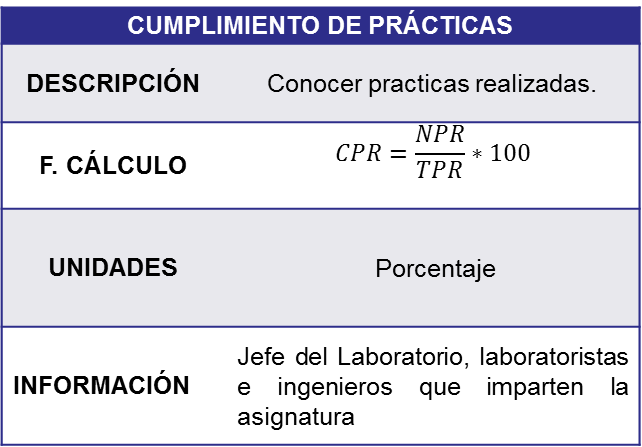 CUMPLIMIENTO DE PRÁCTICAS
DESCRIPCIÓN
Conocer practicas realizadas.
F. CÁLCULO
CPR = NPR/TPR * 100
UNIDADES
Porcentaje
INFORMACIÓN
Jefe del Laboratorio, laboratoristas
e ingenieros que imparten la
asignatura